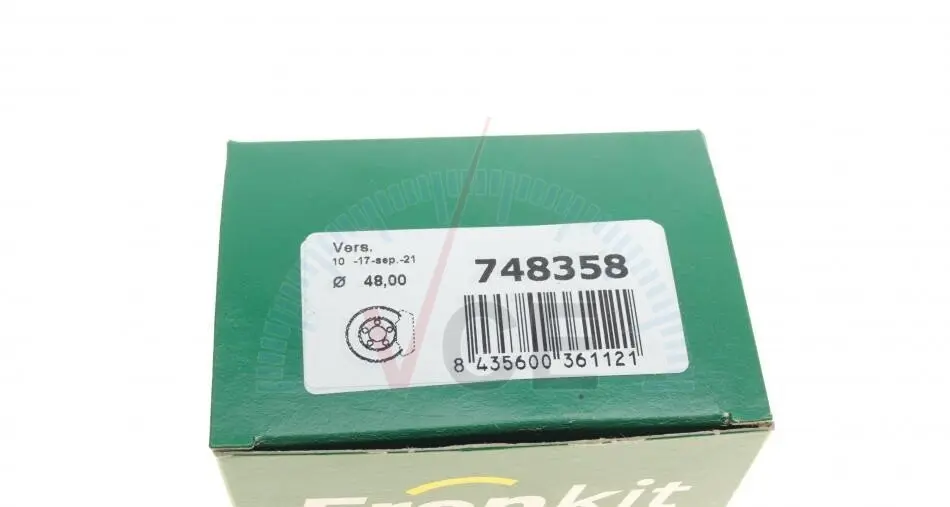 Vers.
10 -17-sep.-21
Ø 48,00
748358
8 435600 361121
Frenkit